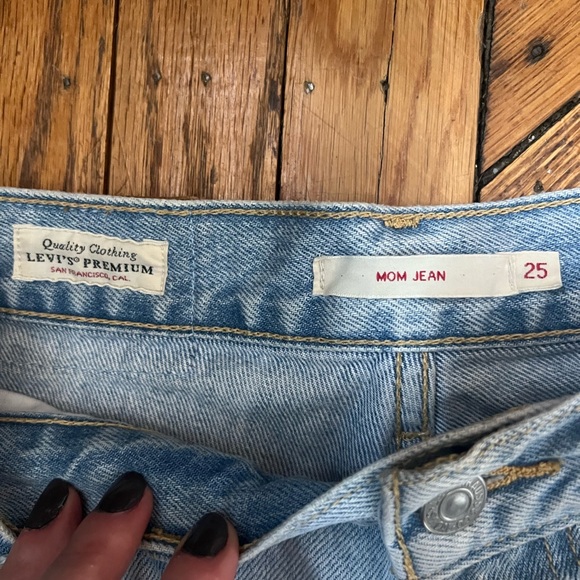 Quality Clothing
LEVI'S® PREMIUM
SAN FRANCISCO, CAL.
MOM JEAN 25